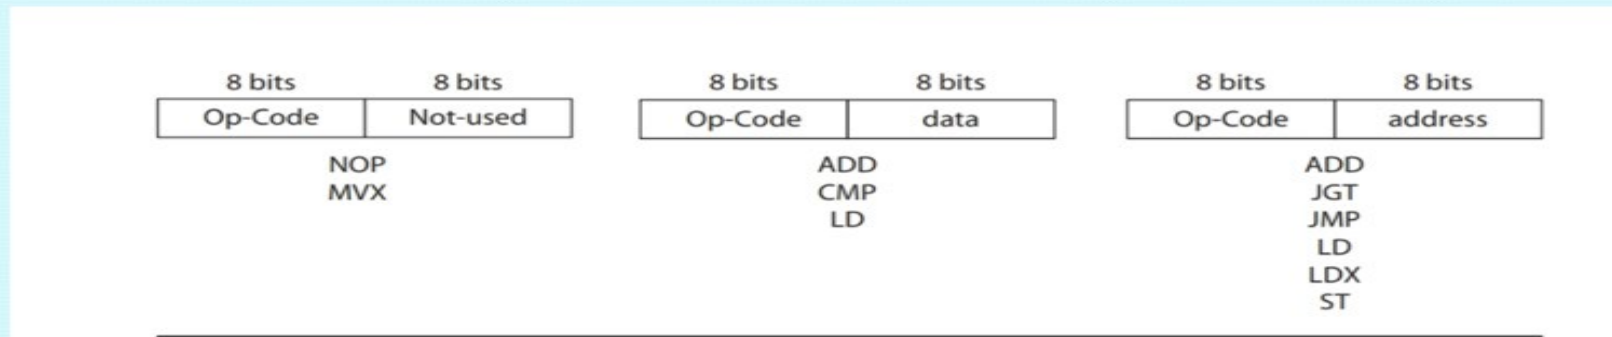 8 bits 8 bits 8 bits 8 bits 8 bits 8 bits
Op-Code Not-used Op-Code data Op-Code address
NOP ADD ADD
MVX CMP JGT
LD JMP
LD
LDX
ST